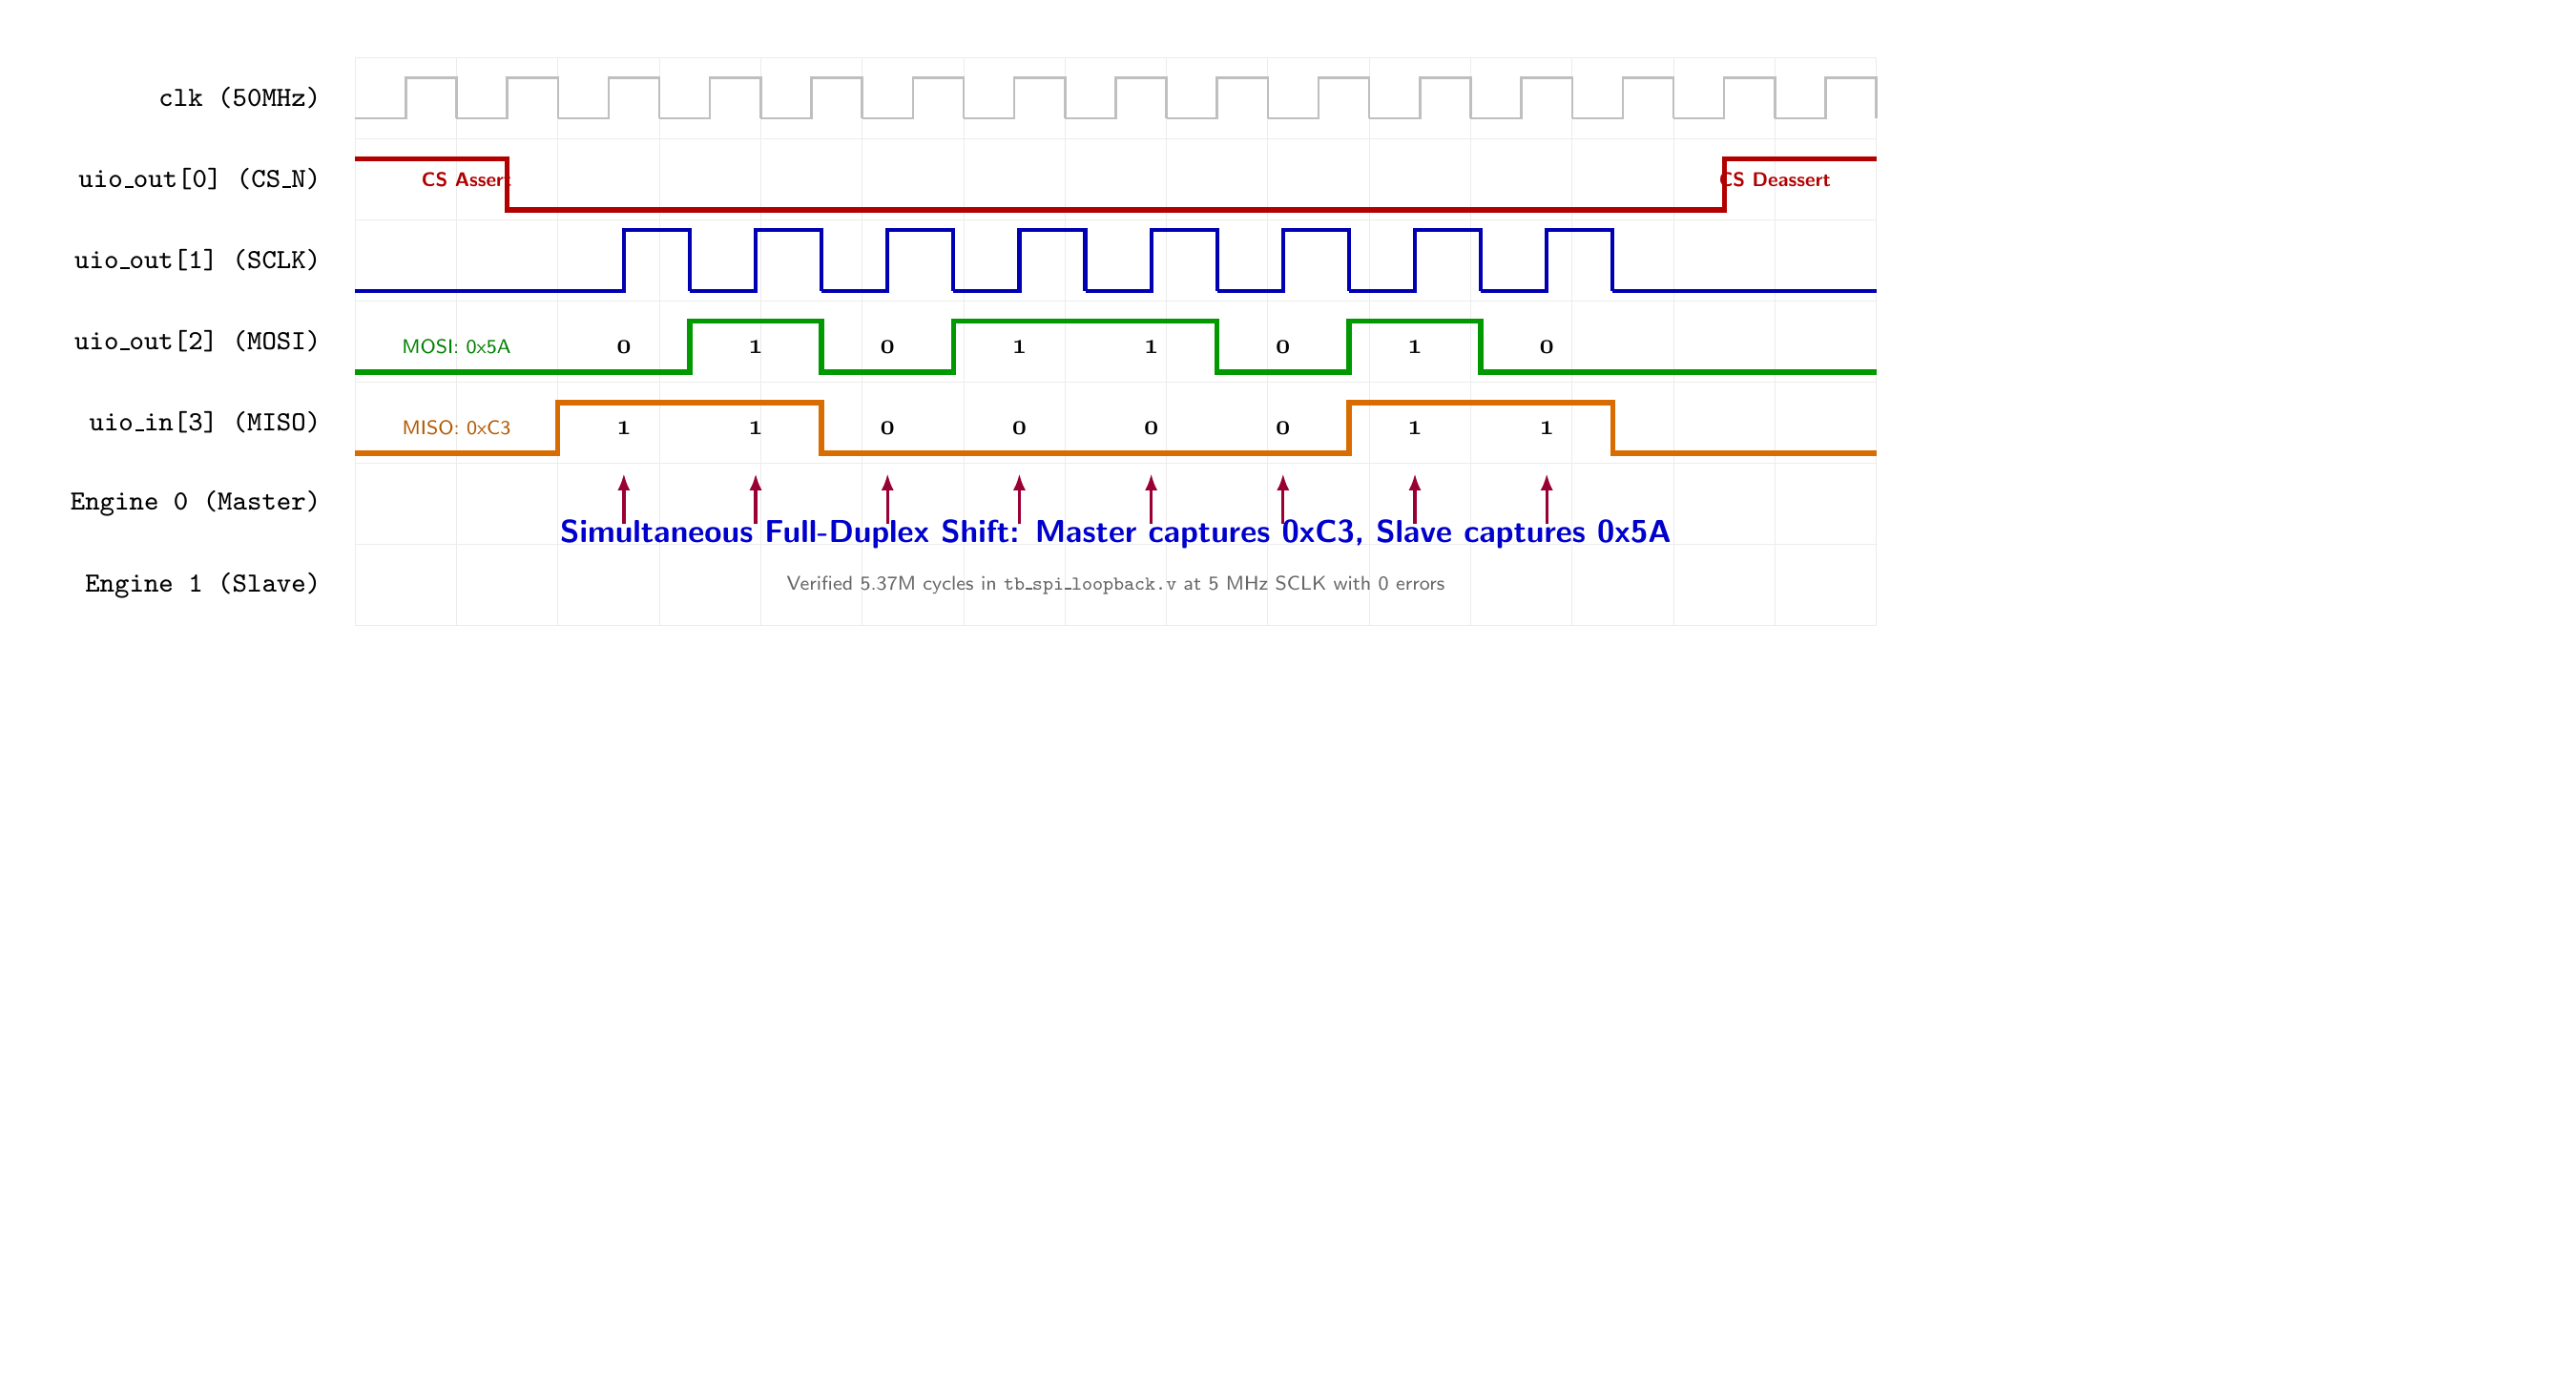 clk (50MHz)
uio_out[0] (CS_N)
CS Assert
CS Deassert
uio_out[1] (SCLK)
uio_out[2] (MOSI)
MOSI: 0x5A
0 1 0 1 1 0 1 0
uio_in[3] (MISO)
MISO: 0xC3
1 1 0 0 0 0 1 1
Engine 0 (Master)
Simultaneous Full-Duplex Shift: Master captures 0xC3, Slave captures 0x5A
Engine 1 (Slave)
Verified 5.37M cycles in tb_spi_loopback.v at 5 MHz SCLK with 0 errors